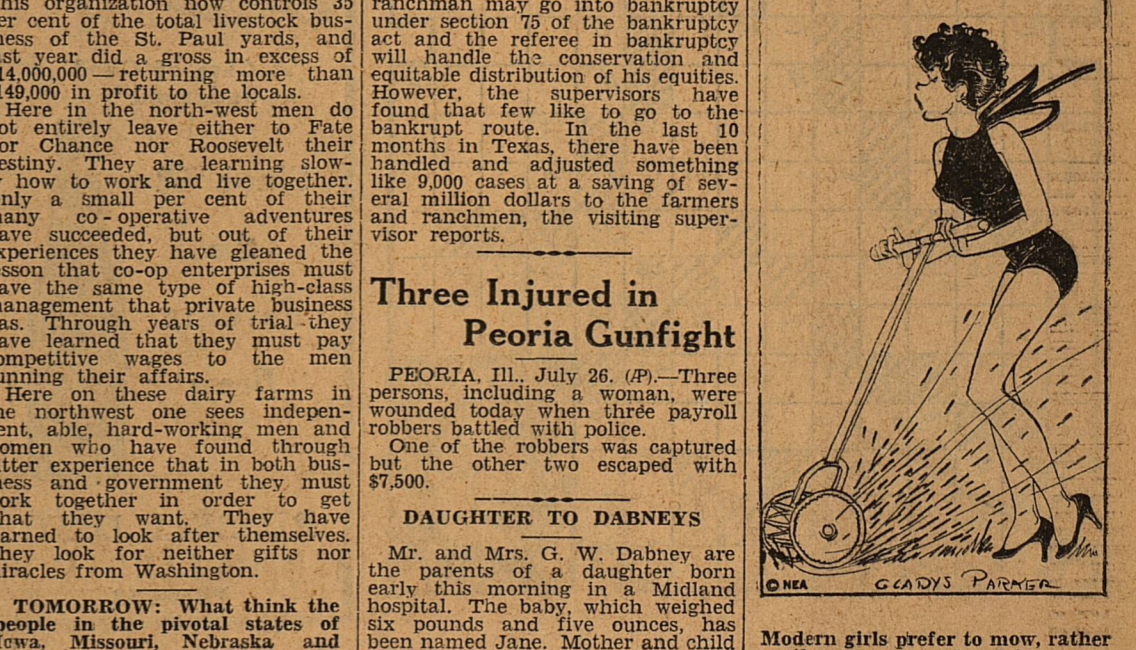 this organization now controls 35
er cent of the total livestock bus-
ness of the St. Paul yards, and
ast year did a gross in excess of
14,000,000 — returning more than
149,000 in profit to the locals.
Here in the north-west men do
ot entirely leave either to Fate
or Chance nor Roosevelt their
estiny. They are learning slow-
y how to work and live together.
nly a small per cent of their
any co-operative adventures
ave succeeded, but out of their
xperiences they have gleaned the
esson that co-op enterprises must
ave the same type of high-class
anagement that private business
as. Through years of trial they
ave learned that they must pay
ompetitive wages to the men
unning their affairs.
Here on these dairy farms in
he northwest one sees indepen-
ent, able, hard-working men and
omen who have found through
itter experience that in both bus-
ness and government they must
ork together in order to get
hat they want. They have
arned to look after themselves.
hey look for neither gifts nor
iracles from Washington.
TOMORROW: What think the
people in the pivotal states of
Iowa, Missouri, Nebraska and
ranchman may go into bankruptcy
under section 75 of the bankruptcy
act and the referee in bankruptcy
will handle the conservation and
equitable distribution of his equities.
However, the supervisors have
found that few like to go to the
bankrupt route. In the last 10
months in Texas, there have been
handled and adjusted something
like 9,000 cases at a saving of sev-
eral million dollars to the farmers
and ranchmen, the visiting super-
visor reports.
Three Injured in
Peoria Gunfight
PEORIA, Ill., July 26. (AP).—Three
persons, including a woman, were
wounded today when three payroll
robbers battled with police.
One of the robbers was captured
but the other two escaped with
$7,500.
DAUGHTER TO DABNEYS
Mr. and Mrs. G. W. Dabney are
the parents of a daughter born
early this morning in a Midland
hospital. The baby, which weighed
six pounds and five ounces, has
been named Jane. Mother and child
© NEA GLADYS PARKER
Modern girls prefer to mow, rather